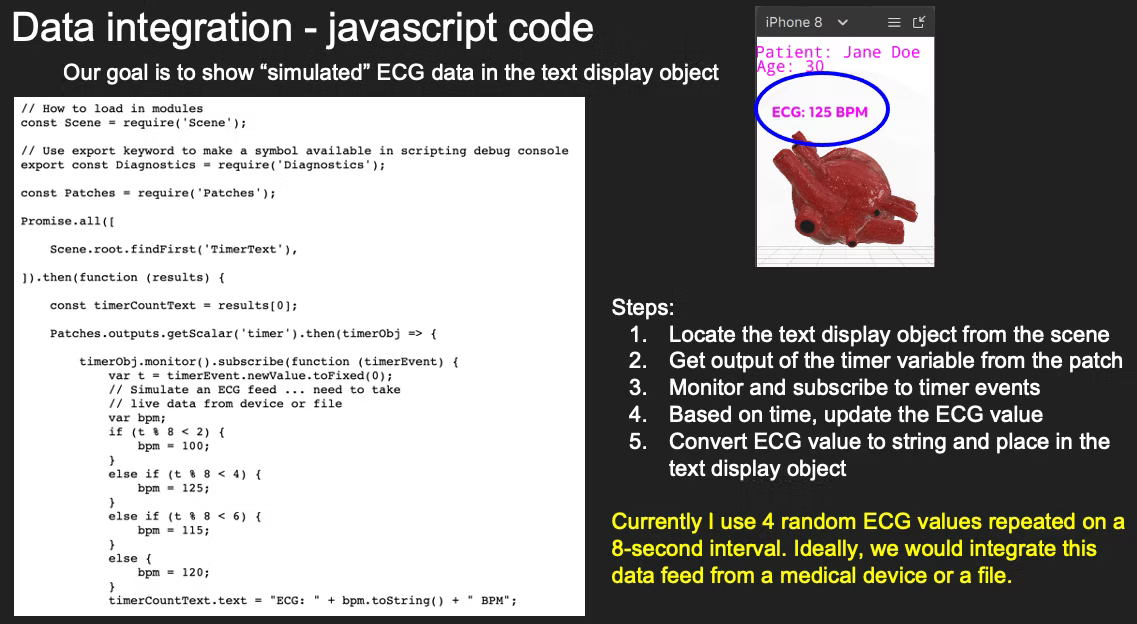 Data integration - javascript code
Our goal is to show “simulated” ECG data in the text display object
// How to load in modules
const Scene = require('Scene');
// Use export keyword to make a symbol available in scripting debug console
export const Diagnostics = require('Diagnostics');
const Patches = require('Patches');
Promise.all([
Scene.root.findFirst('TimerText'),
]).then(function (results) {
const timerCountText = results[0];
Patches.outputs.getScalar('timer').then(timerObj => {
timerObj.monitor().subscribe(function (timerEvent) {
var t = timerEvent.newValue.toFixed(0);
// Simulate an ECG feed ... need to take
// live data from device or file
var bpm;
if (t % 8 < 2) {
bpm = 100;
}
else if (t % 8 < 4) {
bpm = 125;
}
else if (t % 8 < 6) {
bpm = 115;
}
else {
bpm = 120;
}
timerCountText.text = "ECG: " + bpm.toString() + " BPM";
iPhone 8
Patient: Jane Doe
Age: 30
ECG: 125 BPM
Steps:
1. Locate the text display object from the scene
2. Get output of the timer variable from the patch
3. Monitor and subscribe to timer events
4. Based on time, update the ECG value
5. Convert ECG value to string and place in the
text display object
Currently I use 4 random ECG values repeated on a
8-second interval. Ideally, we would integrate this
data feed from a medical device or a file.